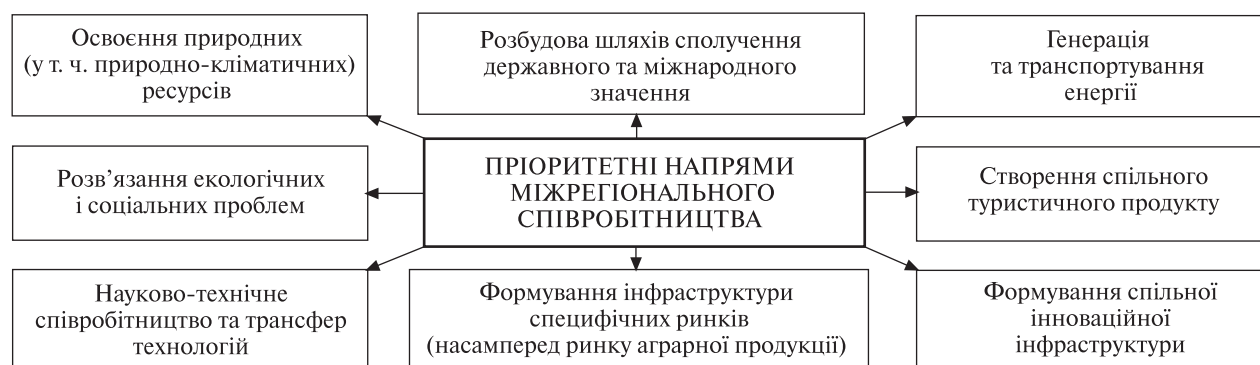 Освоєння природних
(у т. ч. природно-кліматичних)
ресурсів
Розбудова шляхів сполучення
державного та міжнародного
значення
Генерація
та транспортування
енергії
Розв’язання екологічних
і соціальних проблем
ПРІОРИТЕТНІ НАПРЯМИ
МІЖРЕГІОНАЛЬНОГО
СПІВРОБІТНИЦТВА
Створення спільного
туристичного продукту
Науково-технічне
співробітництво та трансфер
технологій
Формування інфраструктури
специфічних ринків
(насамперед ринку аграрної продукції)
Формування спільної
інноваційної
інфраструктури